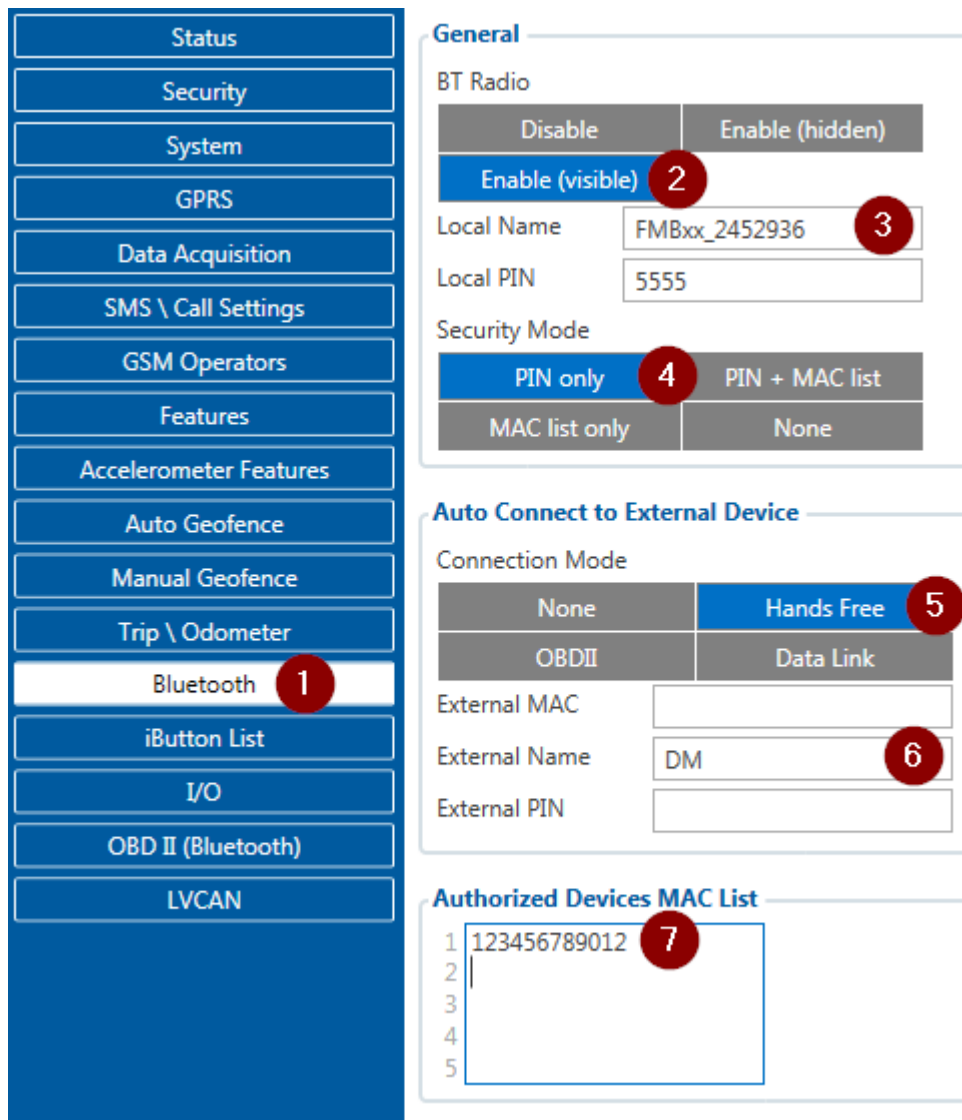 Status
Security
System
GPRS
Data Acquisition
SMS \ Call Settings
GSM Operators
Features
Accelerometer Features
Auto Geofence
Manual Geofence
Trip \ Odometer
Bluetooth 1
iButton List
I/O
OBD II (Bluetooth)
LVCAN
General
BT Radio
Disable Enable (hidden)
Enable (visible) 2
Local Name FMBxx_2452936 3
Local PIN 5555
Security Mode
PIN only 4 PIN + MAC list
MAC list only None
Auto Connect to External Device
Connection Mode
None Hands Free 5
OBDII Data Link
External MAC
External Name DM 6
External PIN
Authorized Devices MAC List
1 123456789012 7
2
3
4
5